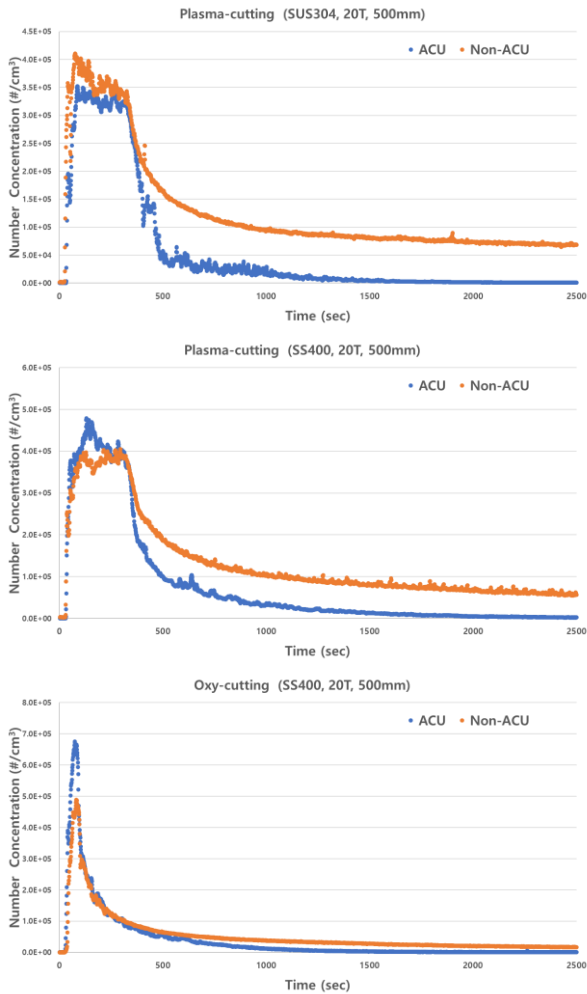 Plasma-cutting (SUS304, 20T, 500mm)
4.5E+05
4.0E+05
3.5E+05
3.0E+05
2.5E+05
2.0E+05
1.5E+05
1.0E+05
5.0E+04
0.0E+00
Number Concentration (#/cm³)
ACU Non-ACU
0 500 1000 1500 2000 2500
Time (sec)
Plasma-cutting (SS400, 20T, 500mm)
6.0E+05
5.0E+05
4.0E+05
3.0E+05
2.0E+05
1.0E+05
0.0E+00
Number Concentration (#/cm³)
ACU Non-ACU
0 500 1000 1500 2000 2500
Time (sec)
Oxy-cutting (SS400, 20T, 500mm)
8.0E+05
7.0E+05
6.0E+05
5.0E+05
4.0E+05
3.0E+05
2.0E+05
1.0E+05
0.0E+00
Number Concentration (#/cm³)
ACU Non-ACU
0 500 1000 1500 2000 2500
Time (sec)